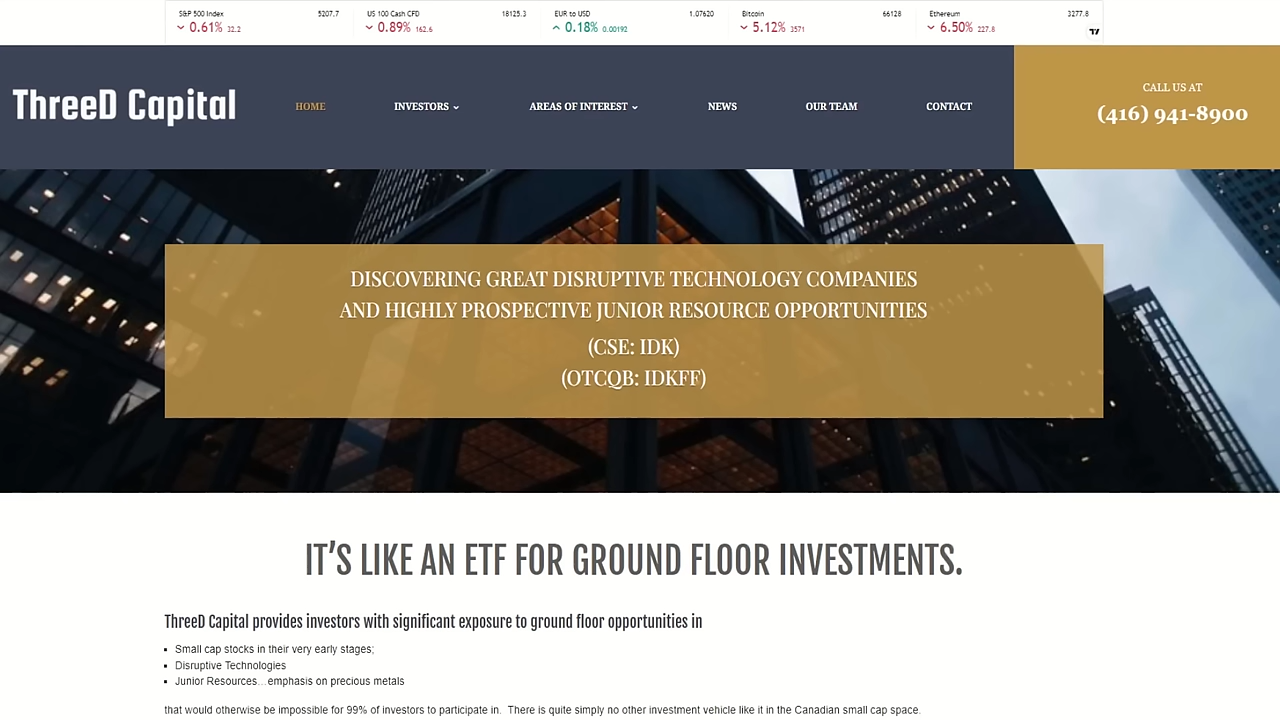 S&P 500 Index 5207.7 US 100 Cash CFD 18125.3 EUR to USD 1.07620 Bitcoin 66128 Ethereum 3277.8
0.61% 32.2 0.89% 162.6 0.18% 0.00192 5.12% 3571 6.50% 227.8
ThreeD Capital
HOME INVESTORS AREAS OF INTEREST NEWS OUR TEAM CONTACT
CALL US AT
(416) 941-8900
DISCOVERING GREAT DISRUPTIVE TECHNOLOGY COMPANIES
AND HIGHLY PROSPECTIVE JUNIOR RESOURCE OPPORTUNITIES
(CSE: IDK)
(OTCQB: IDKFF)
IT'S LIKE AN ETF FOR GROUND FLOOR INVESTMENTS.
ThreeD Capital provides investors with significant exposure to ground floor opportunities in
▪ Small cap stocks in their very early stages;
▪ Disruptive Technologies
▪ Junior Resources…emphasis on precious metals
that would otherwise be impossible for 99% of investors to participate in. There is quite simply no other investment vehicle like it in the Canadian small cap space.